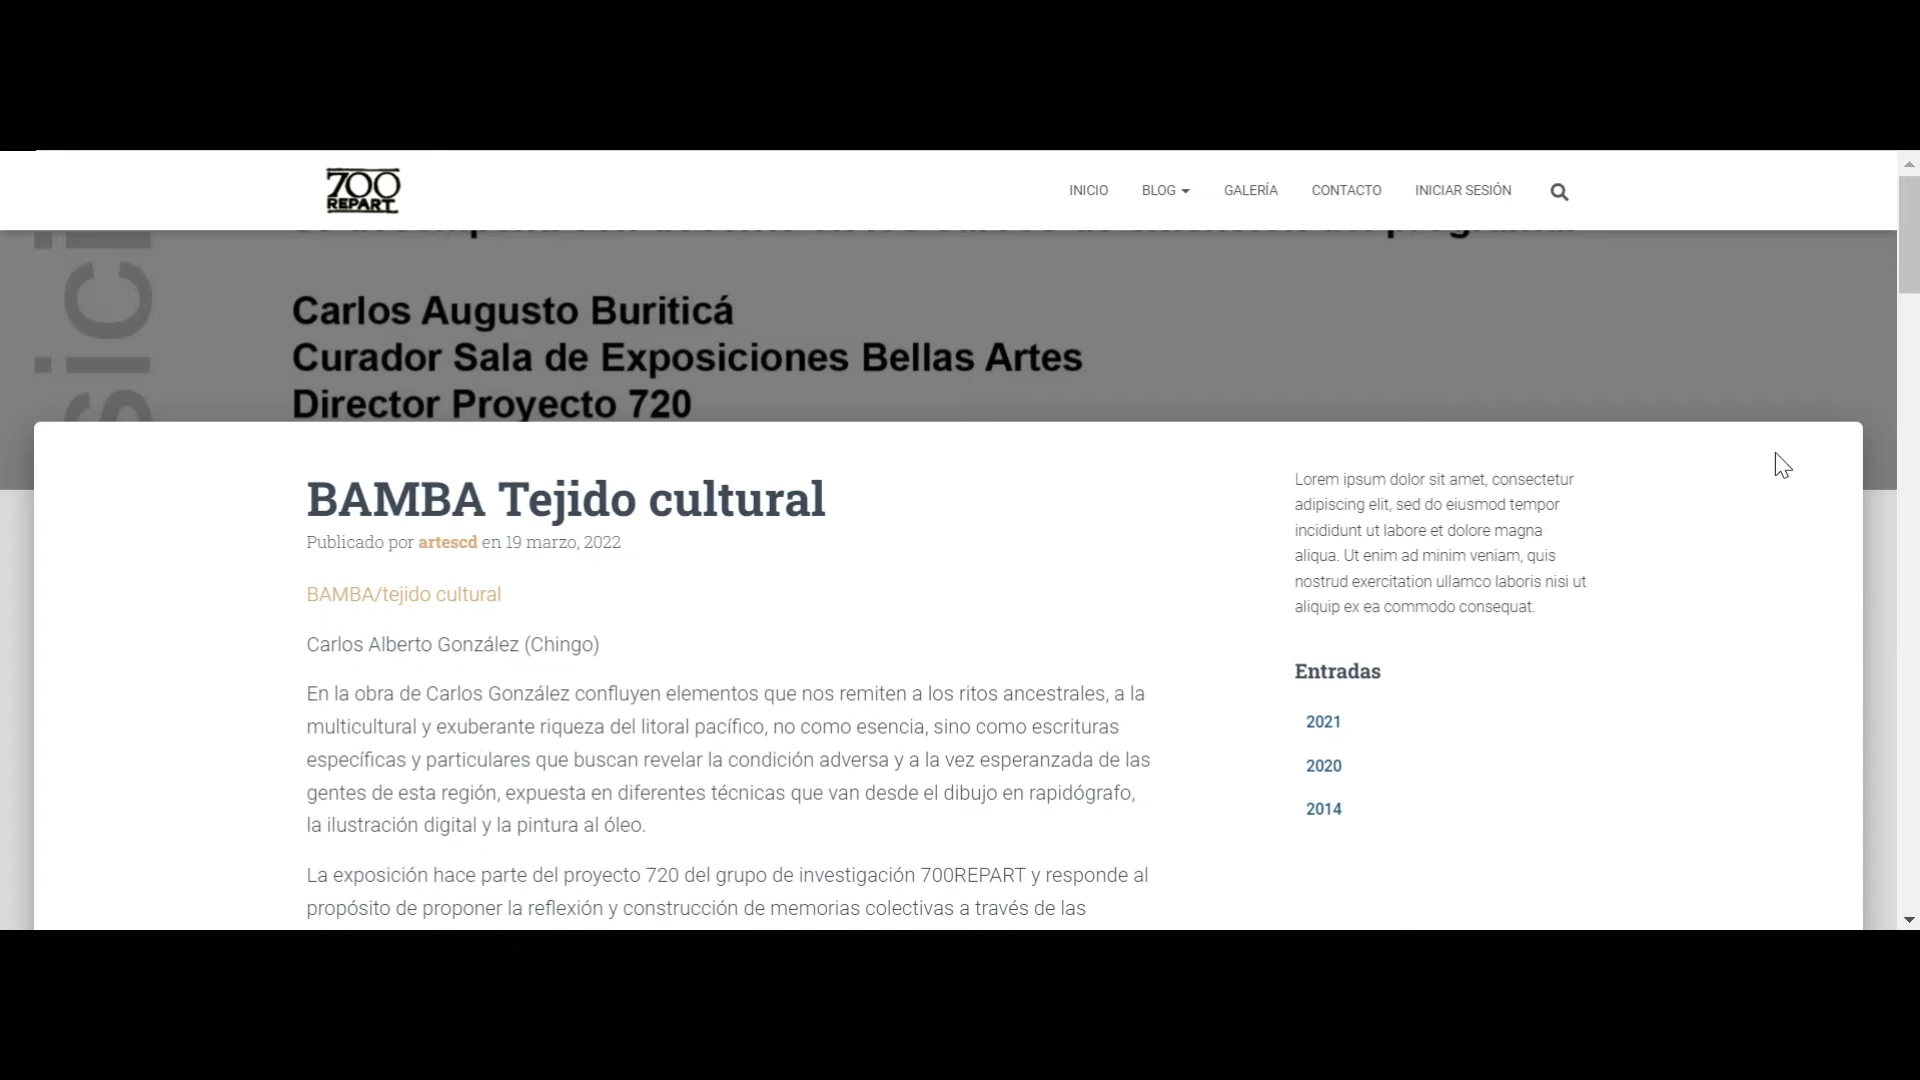 700
REPART
INICIO BLOG GALERÍA CONTACTO INICIAR SESIÓN
sici
Carlos Augusto Buriticá
Curador Sala de Exposiciones Bellas Artes
Director Proyecto 720
BAMBA Tejido cultural
Publicado por artescd en 19 marzo, 2022
BAMBA/tejido cultural
Carlos Alberto González (Chingo)
En la obra de Carlos González confluyen elementos que nos remiten a los ritos ancestrales, a la
multicultural y exuberante riqueza del litoral pacífico, no como esencia, sino como escrituras
específicas y particulares que buscan revelar la condición adversa y a la vez esperanzada de las
gentes de esta región, expuesta en diferentes técnicas que van desde el dibujo en rapidógrafo,
la ilustración digital y la pintura al óleo.
La exposición hace parte del proyecto 720 del grupo de investigación 700REPART y responde al
propósito de proponer la reflexión y construcción de memorias colectivas a través de las
Lorem ipsum dolor sit amet, consectetur
adipiscing elit, sed do eiusmod tempor
incididunt ut labore et dolore magna
aliqua. Ut enim ad minim veniam, quis
nostrud exercitation ullamco laboris nisi ut
aliquip ex ea commodo consequat.
Entradas
2021
2020
2014